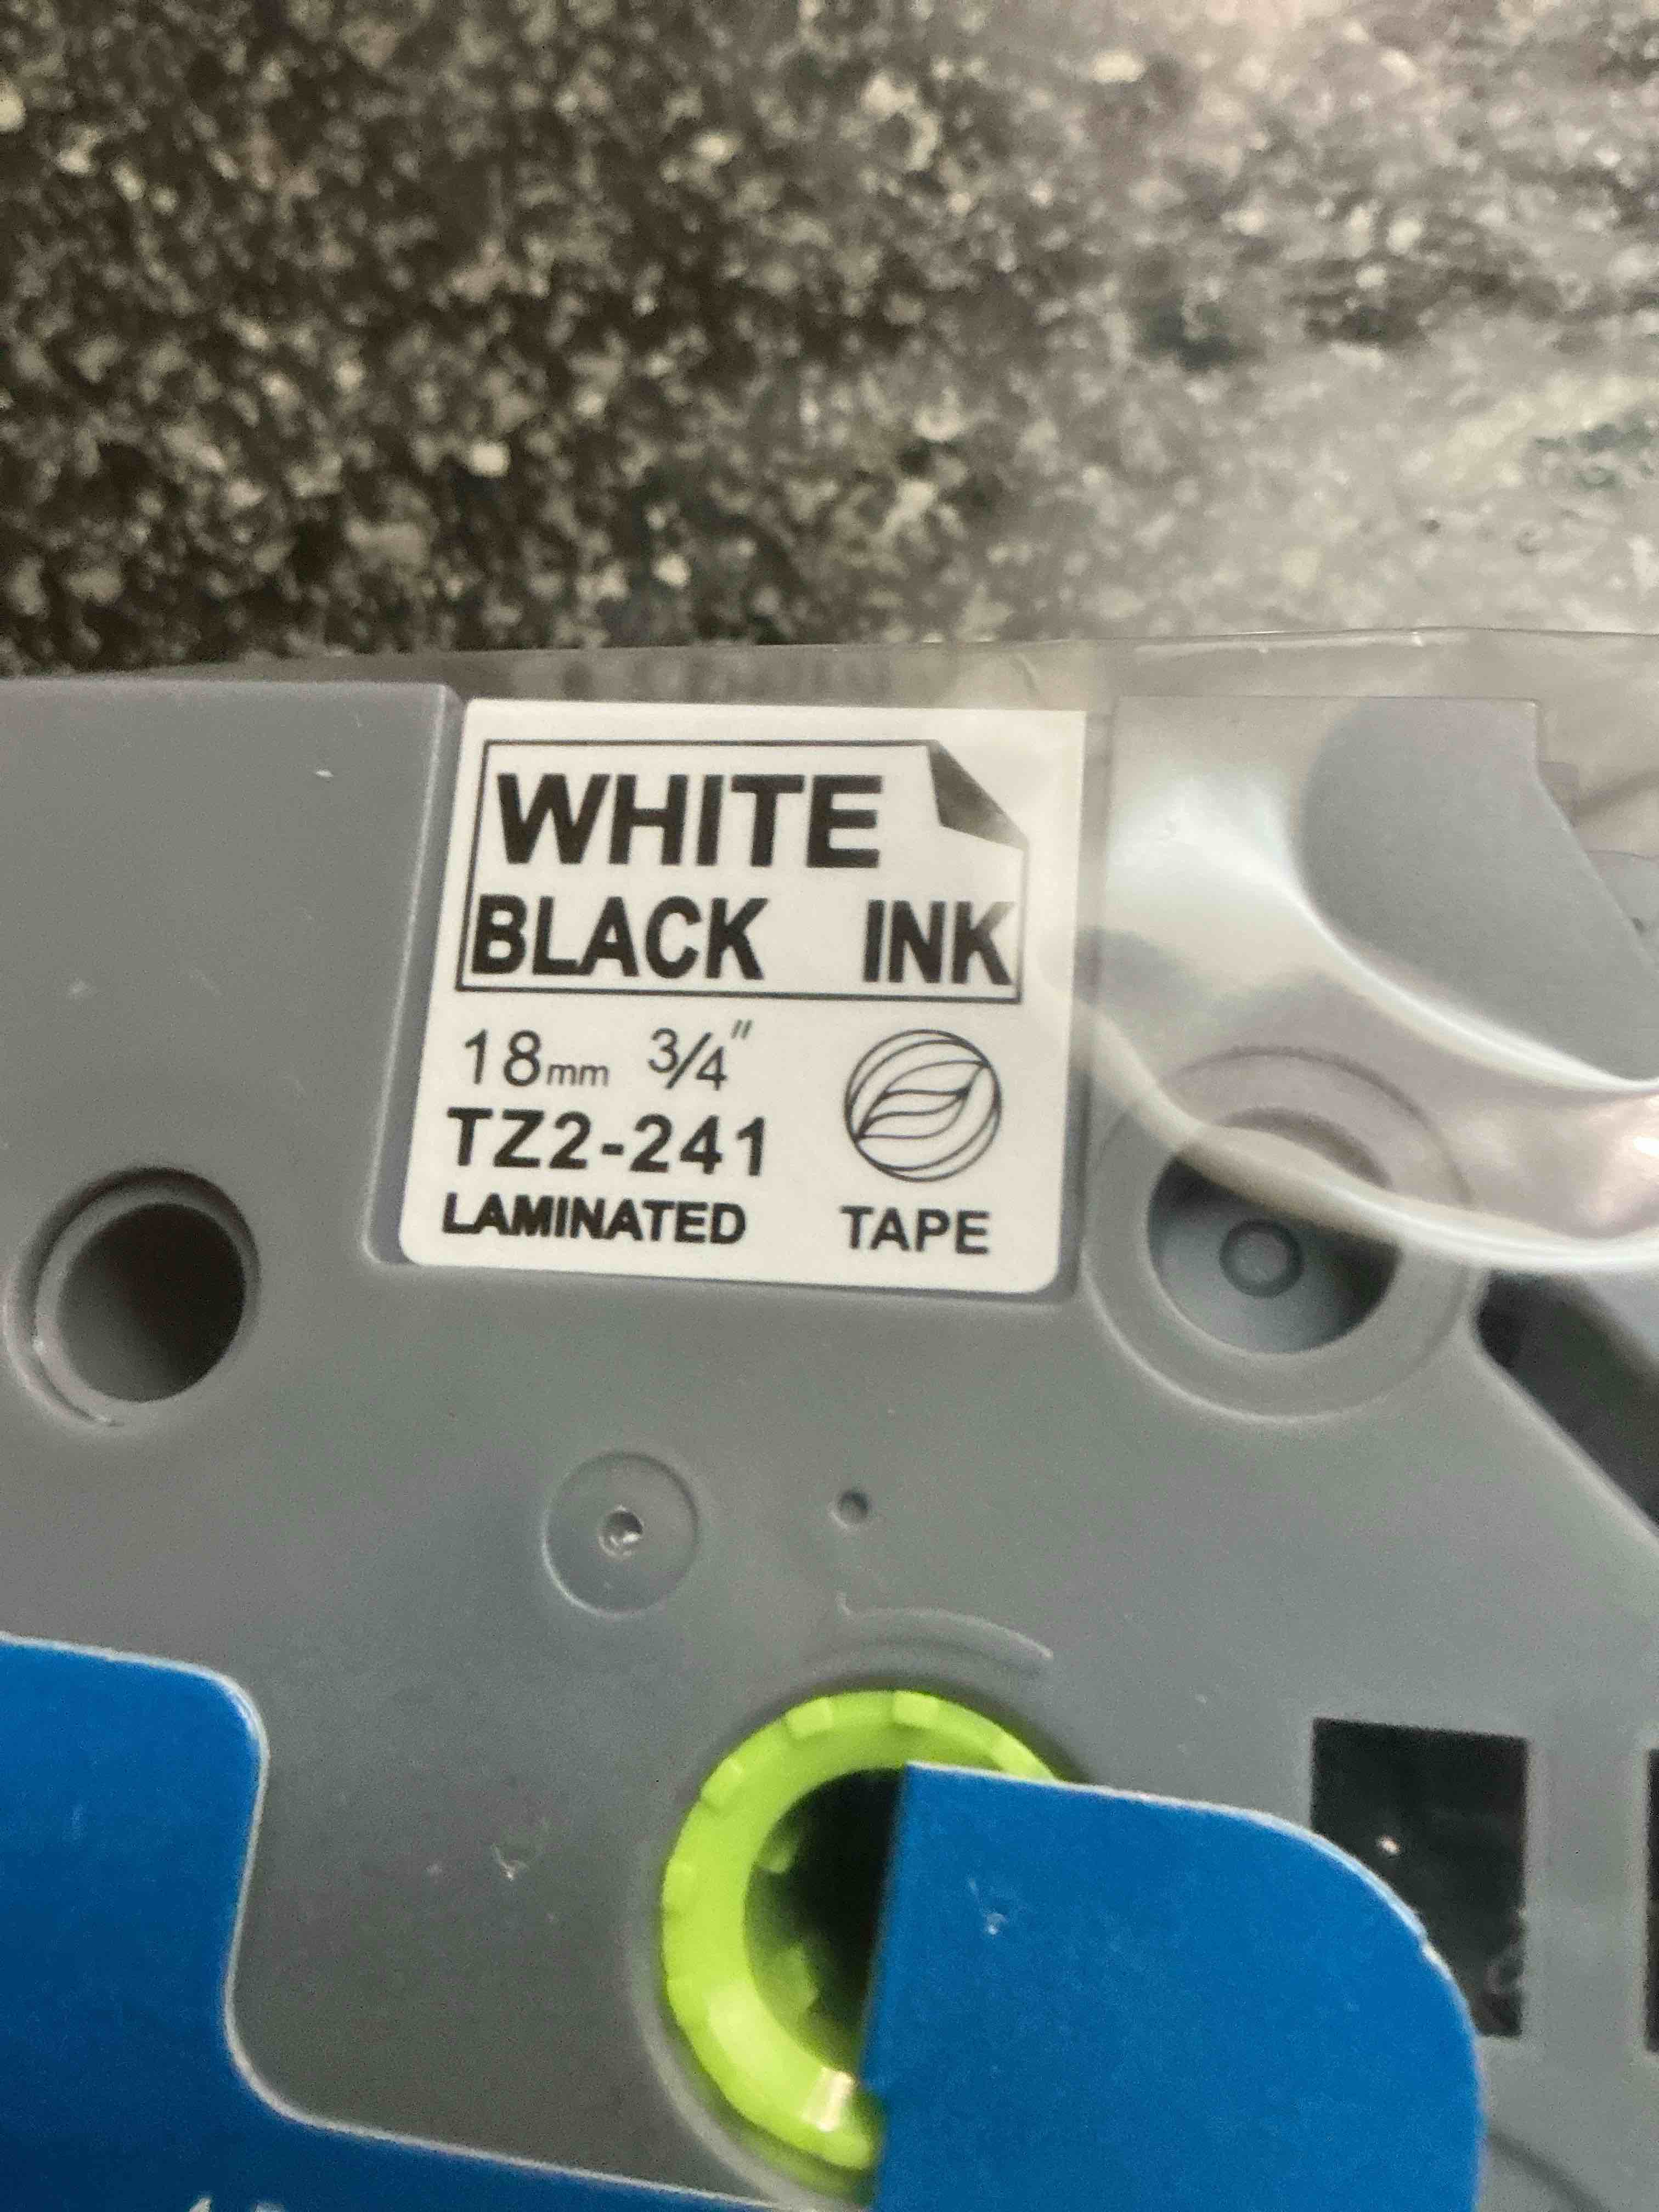 WHITE
BLACK INK
18mm 3/4"
TZ2-241
LAMINATED TAPE